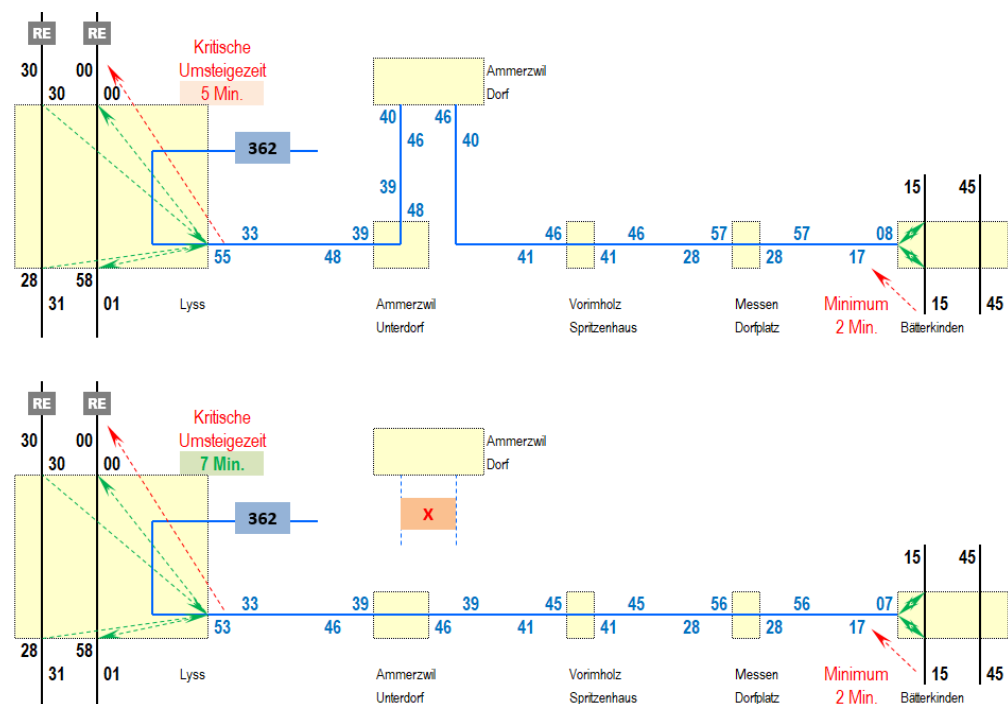 RE RE
30 00 Kritische
Umsteigezeit
30 00 5 Min.
Ammerzwil
Dorf
40 46
46 40
362
39
48
15 45
33 39 46 46 57 57 08
55 48 41 41 28 28 17
28 58
31 01 Lyss Ammerzwil Vorimholz Messen Minimum 15 45
Unterdorf Spritzenhaus Dorfplatz 2 Min. Bätterkinden
RE RE
30 00 Kritische
Umsteigezeit
30 00 7 Min.
Ammerzwil
Dorf
362 X
15 45
33 39 39 45 45 56 56 07
53 46 46 41 41 28 28 17
28 58
31 01 Lyss Ammerzwil Vorimholz Messen Minimum 15 45
Unterdorf Spritzenhaus Dorfplatz 2 Min. Bätterkinden